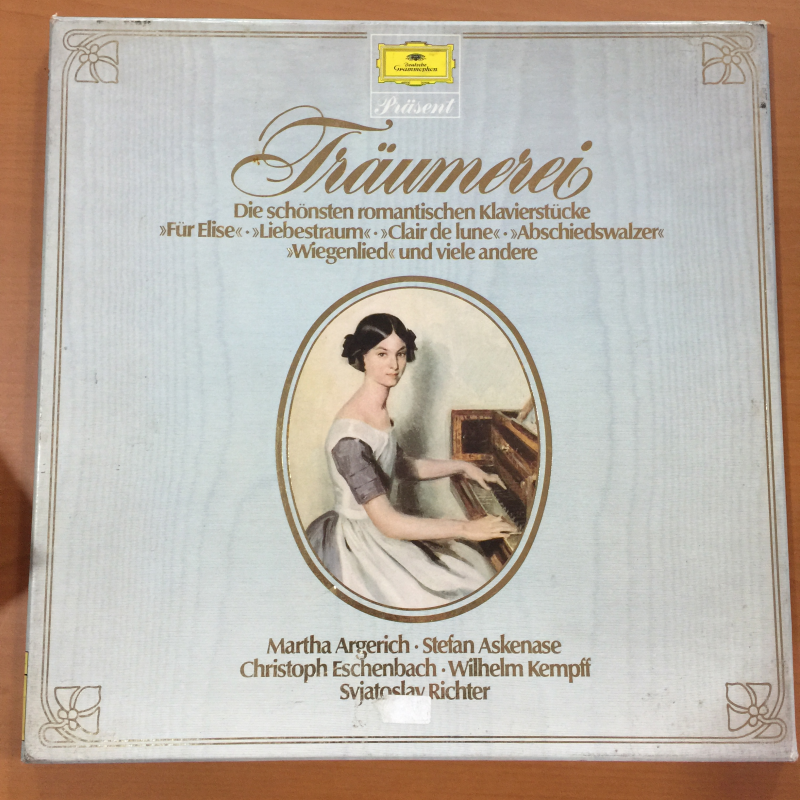 Deutsche
Grammophon
Präsent
Träumerei
Die schönsten romantischen Klavierstücke
»Für Elise« · »Liebestraum« · »Clair de lune« · »Abschiedswalzer«
»Wiegenlied« und viele andere
Martha Argerich · Stefan Askenase
Christoph Eschenbach · Wilhelm Kempff
Svjatoslav Richter